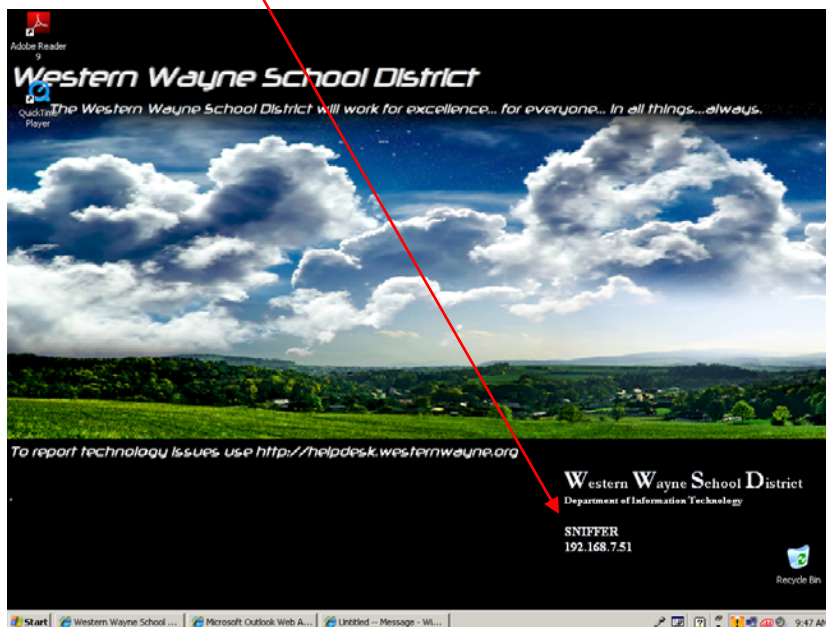 Adobe Reader
9
Western Wayne School District
The Western Wayne School District will work for excellence... for everyone... in all things...always.
QuickTime
Player
To report technology issues use http://helpdesk.westernwayne.org
Western Wayne School District
Department of Information Technology
SNIFFER
192.168.7.51
Recycle Bin
Start
Western Wayne School ...
Microsoft Outlook Web A...
Untitled -- Message - Wi...
9:47 AM